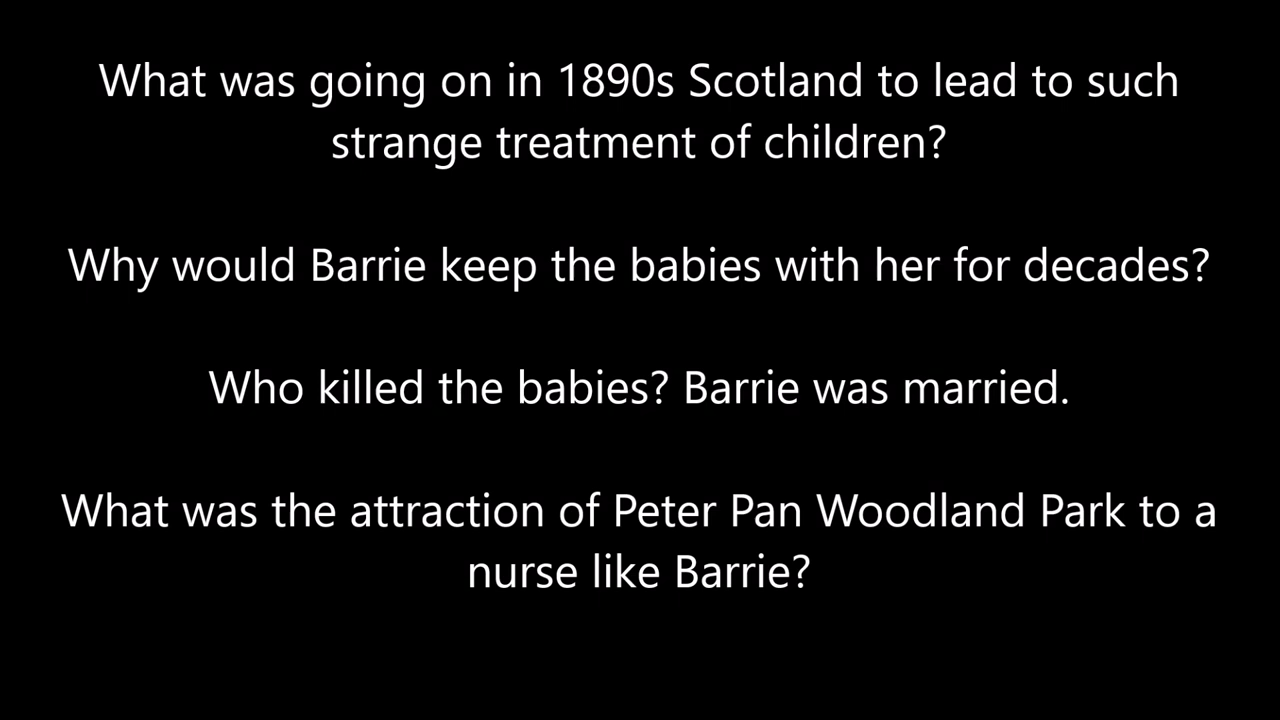 What was going on in 1890s Scotland to lead to such
strange treatment of children?
Why would Barrie keep the babies with her for decades?
Who killed the babies? Barrie was married.
What was the attraction of Peter Pan Woodland Park to a
nurse like Barrie?